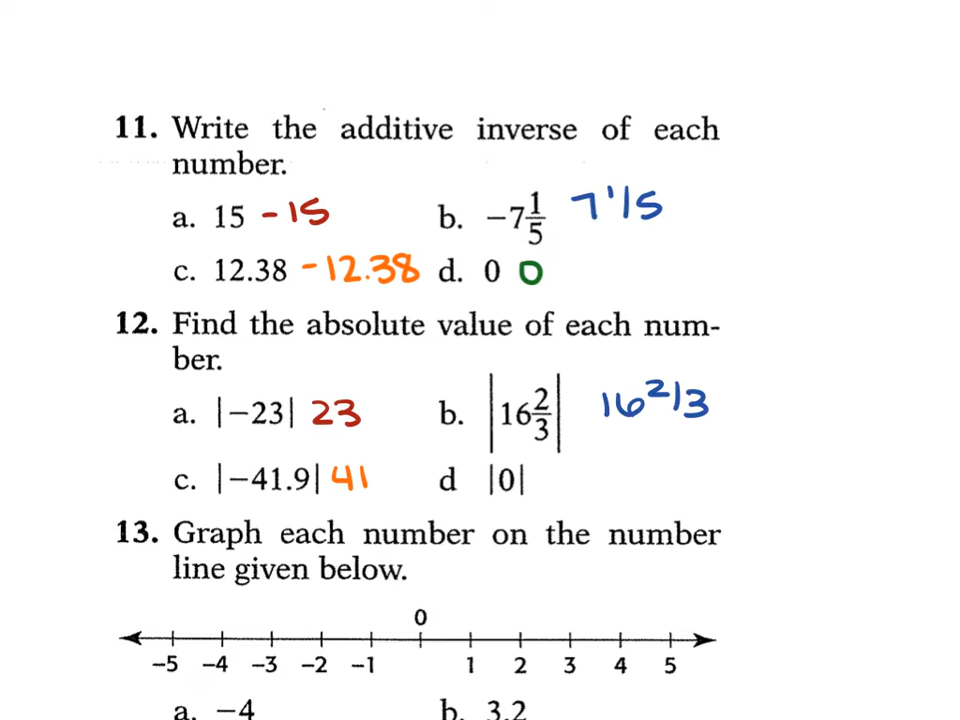 11. Write the additive inverse of each
number.
a. 15 -15 b. -7 1/5 7 1/5
c. 12.38 -12.38 d. 0 0
12. Find the absolute value of each num-
ber.
a. |-23| 23 b. |16 2/3| 16 2/3
c. |-41.9| 41 d |0|
13. Graph each number on the number
line given below.
0
-5 -4 -3 -2 -1 1 2 3 4 5
a. -4 b. 3.2